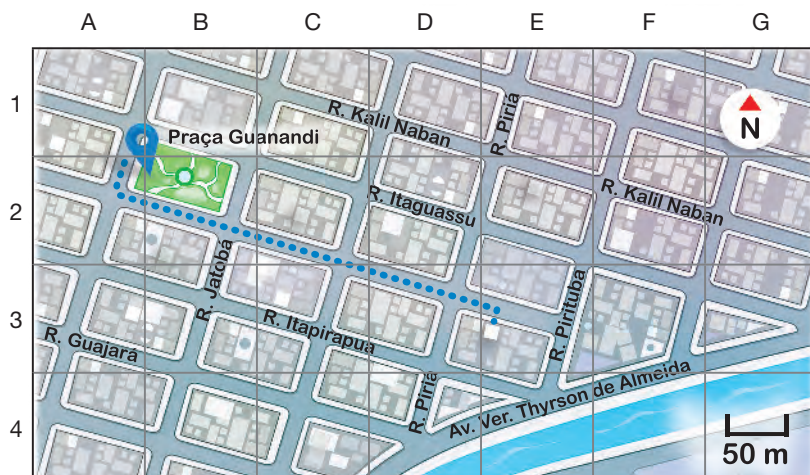 A B C D E F G
1
R. Kalil Naban
R. Piriá
N
Praça Guanandi
2
R. Itaguassu
R. Kalil Naban
R. Jatobá
3
R. Itapirapua
R. Pirituba
R. Guajará
R. Piriá
Av. Ver. Thyrson de Almeida
4
50 m